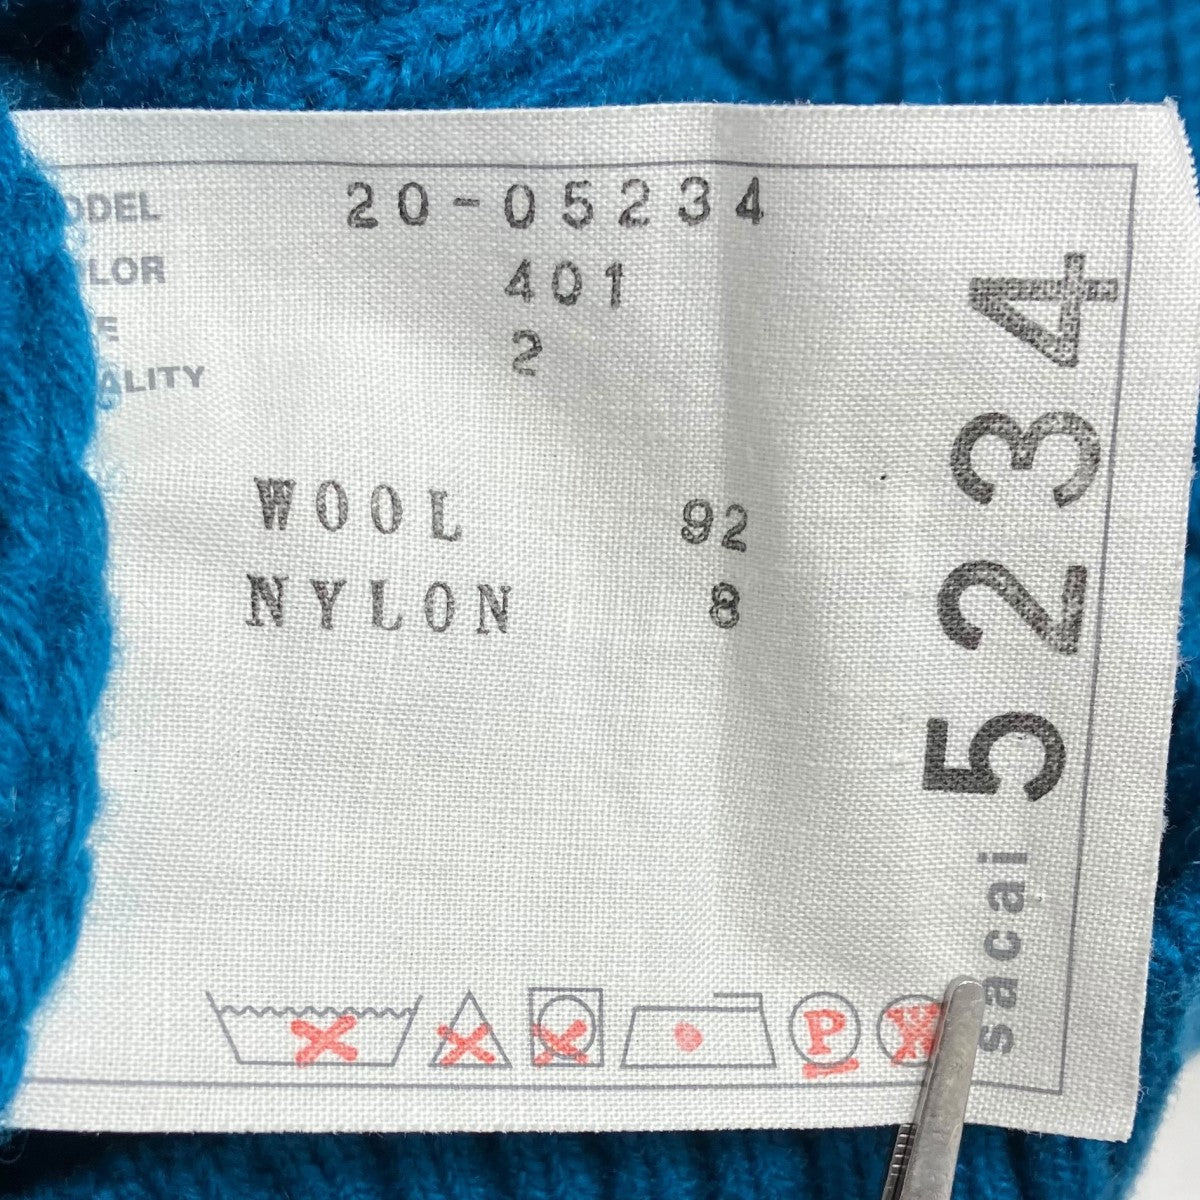 ODEL 20-05234
LOR 401
E 2
ALITY
WOOL 92
NYLON 8
P
W
sacai 5234